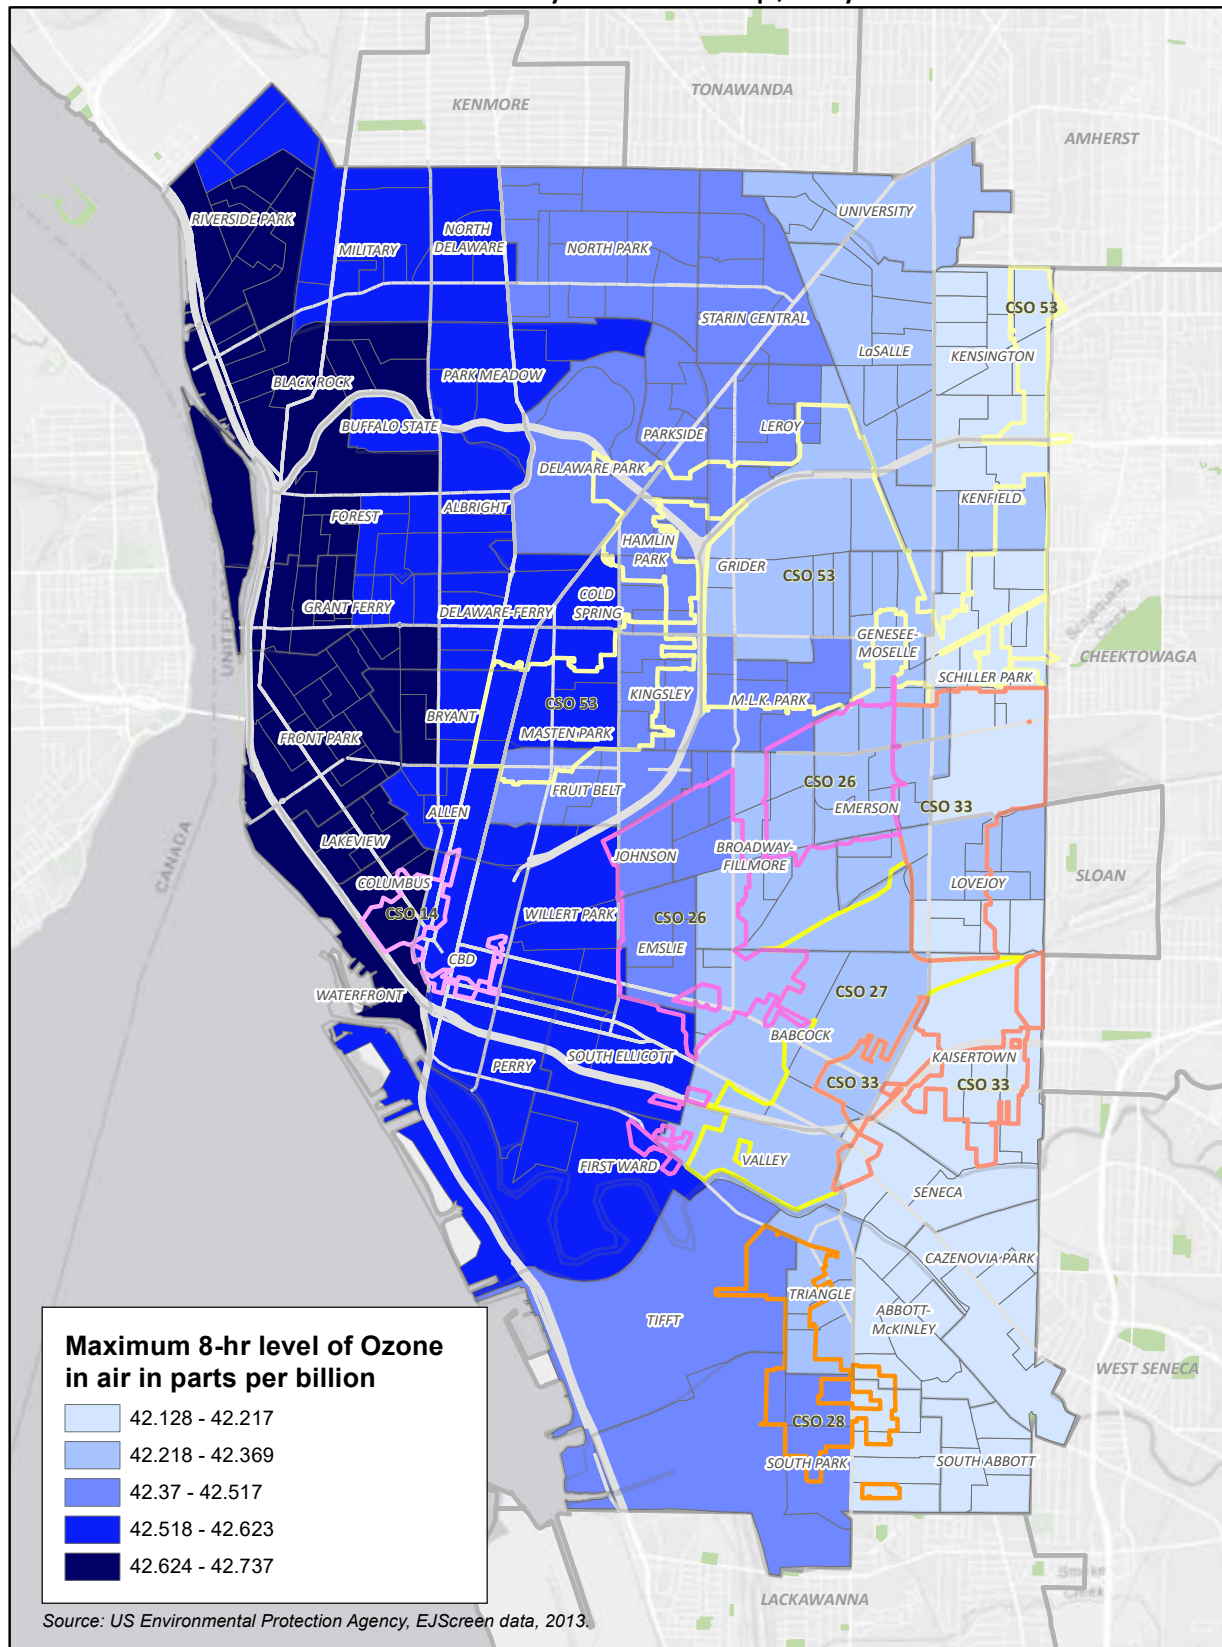 KENMORE
TONAWANDA
AMHERST
RIVERSIDE PARK
UNIVERSITY
MILITARY
NORTH
DELAWARE
NORTH PARK
CSO 53
STARIN CENTRAL
LaSALLE
KENSINGTON
BLACK ROCK
PARK MEADOW
BUFFALO STATE
PARKSIDE
LEROY
DELAWARE PARK
KENFIELD
FOREST
ALBRIGHT
HAMLIN
PARK
GRIDER
CSO 53
COLD
SPRING
GRANT FERRY
DELAWARE-FERRY
GENESEE-
MOSELLE
Scajaquada
Creek
UNITED
CHEEKTOWAGA
SCHILLER PARK
KINGSLEY
M.L.K. PARK
CSO 53
BRYANT
MASTEN PARK
FRONT PARK
FRUIT BELT
CSO 26
EMERSON
CSO 33
ALLEN
LAKEVIEW
JOHNSON
BROADWAY-
FILLMORE
CANADA
COLUMBUS
LOVEJOY
SLOAN
CSO 14
WILLERT PARK
CSO 26
EMSLIE
CBD
WATERFRONT
CSO 27
BABCOCK
SOUTH ELLICOTT
PERRY
KAISERTOWN
CSO 33
CSO 33
FIRST WARD
VALLEY
SENECA
CAZENOVIA PARK
TRIANGLE
TIFFT
ABBOTT-
McKINLEY
WEST SENECA
CSO 28
SOUTH PARK
SOUTH ABBOTT
Maximum 8-hr level of Ozone
in air in parts per billion
42.128 - 42.217
42.218 - 42.369
42.37 - 42.517
42.518 - 42.623
42.624 - 42.737
LACKAWANNA
Smoke
Creek
Source: US Environmental Protection Agency, EJScreen data, 2013.